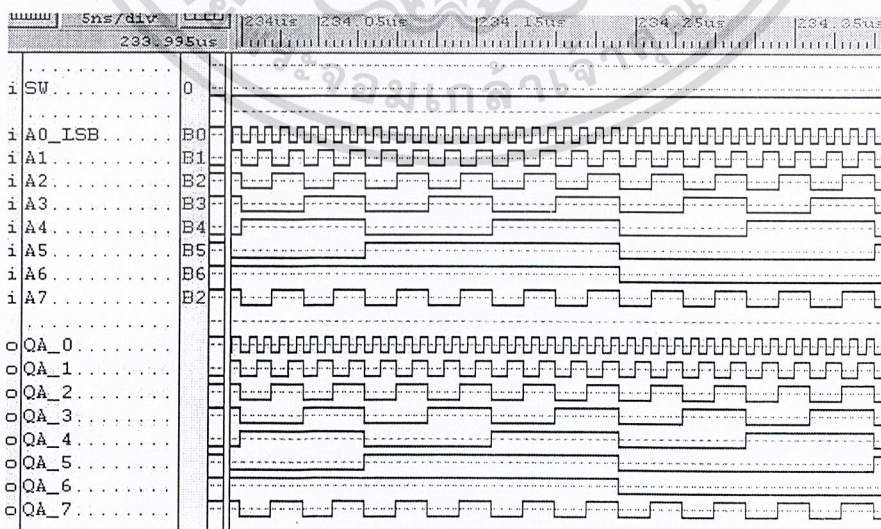 5ns/div
234us 234.05us 234.15us 234.25us 234.35us
233.995us
i SW 0
i A0_LSB B0
i A1 B1
i A2 B2
i A3 B3
i A4 B4
i A5 B5
i A6 B6
i A7 B2
o QA_0
o QA_1
o QA_2
o QA_3
o QA_4
o QA_5
o QA_6
o QA_7